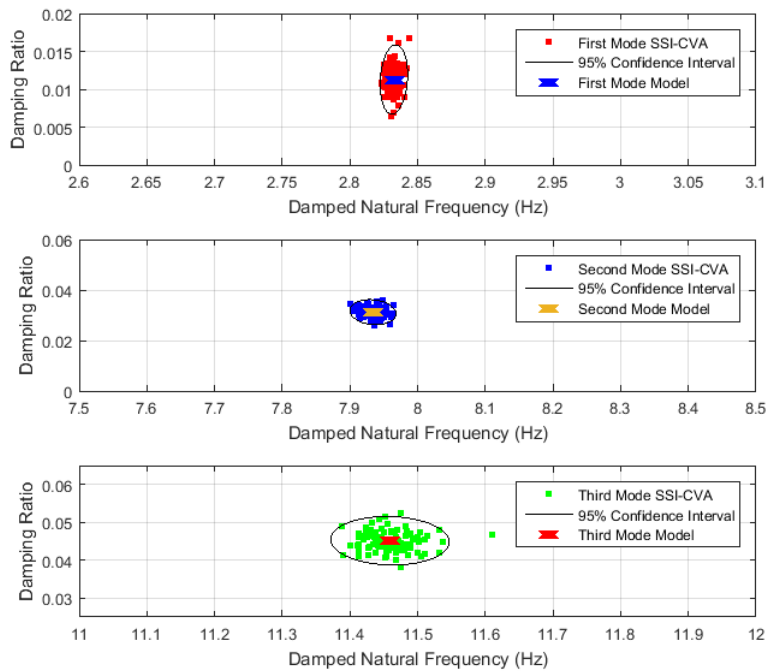 0.02
0.015
0.01
0.005
0
Damping Ratio
First Mode SSI-CVA
95% Confidence Interval
First Mode Model
2.6 2.65 2.7 2.75 2.8 2.85 2.9 2.95 3 3.05 3.1
Damped Natural Frequency (Hz)
0.06
0.04
0.02
0
Damping Ratio
Second Mode SSI-CVA
95% Confidence Interval
Second Mode Model
7.5 7.6 7.7 7.8 7.9 8 8.1 8.2 8.3 8.4 8.5
Damped Natural Frequency (Hz)
0.06
0.05
0.04
0.03
Damping Ratio
Third Mode SSI-CVA
95% Confidence Interval
Third Mode Model
11 11.1 11.2 11.3 11.4 11.5 11.6 11.7 11.8 11.9 12
Damped Natural Frequency (Hz)